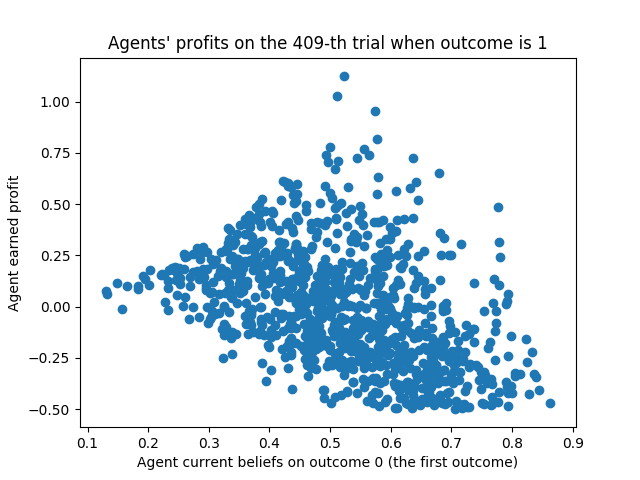 Agents' profits on the 409-th trial when outcome is 1
Agent earned profit
1.00
0.75
0.50
0.25
0.00
−0.25
−0.50
0.1 0.2 0.3 0.4 0.5 0.6 0.7 0.8 0.9
Agent current beliefs on outcome 0 (the first outcome)